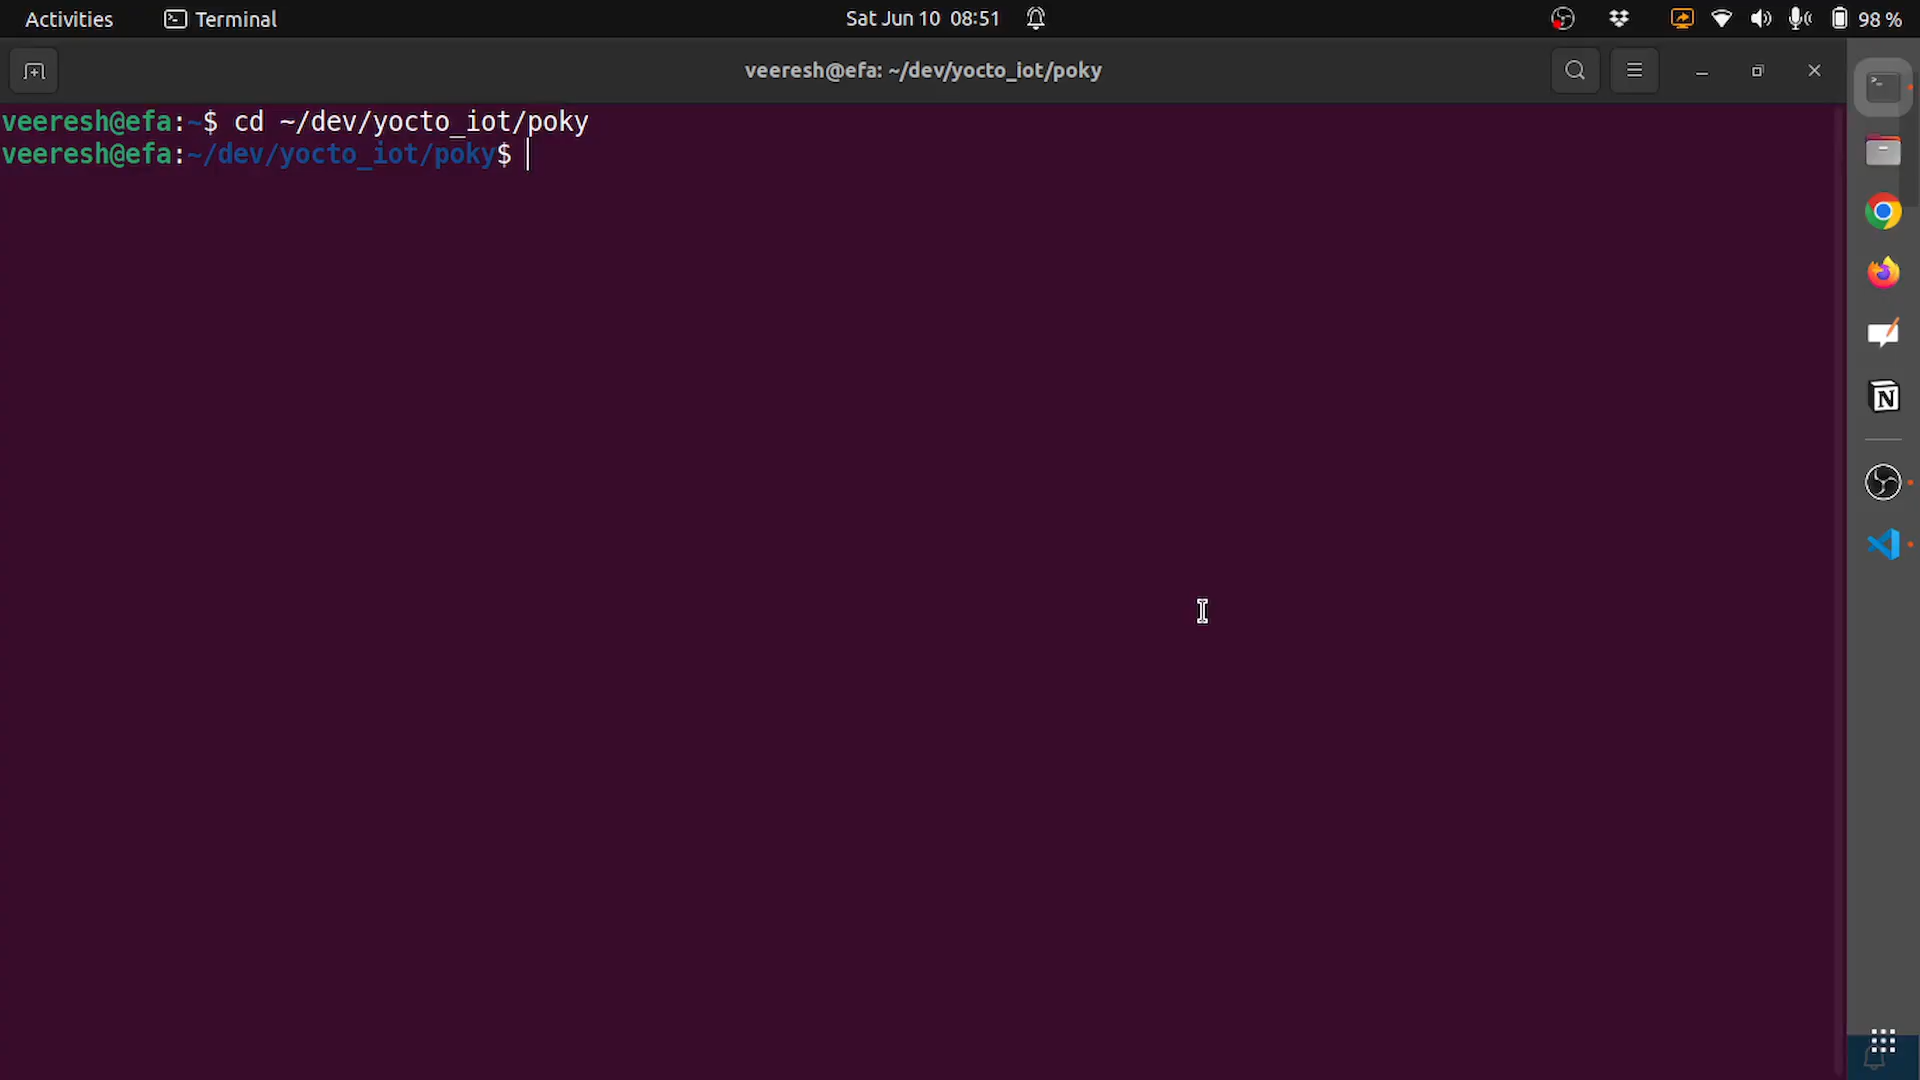 Activities Terminal Sat Jun 10 08:51 98 %
veeresh@efa: ~/dev/yocto_iot/poky
veeresh@efa:~$ cd ~/dev/yocto_iot/poky
veeresh@efa:~/dev/yocto_iot/poky$